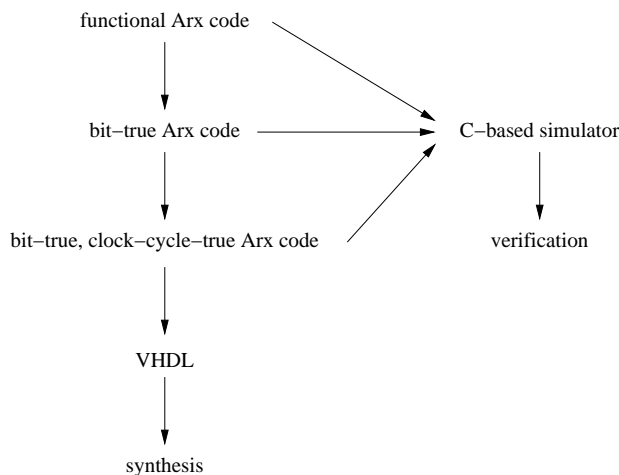 functional Arx code
bit−true Arx code
C−based simulator
bit−true, clock−cycle−true Arx code
verification
VHDL
synthesis